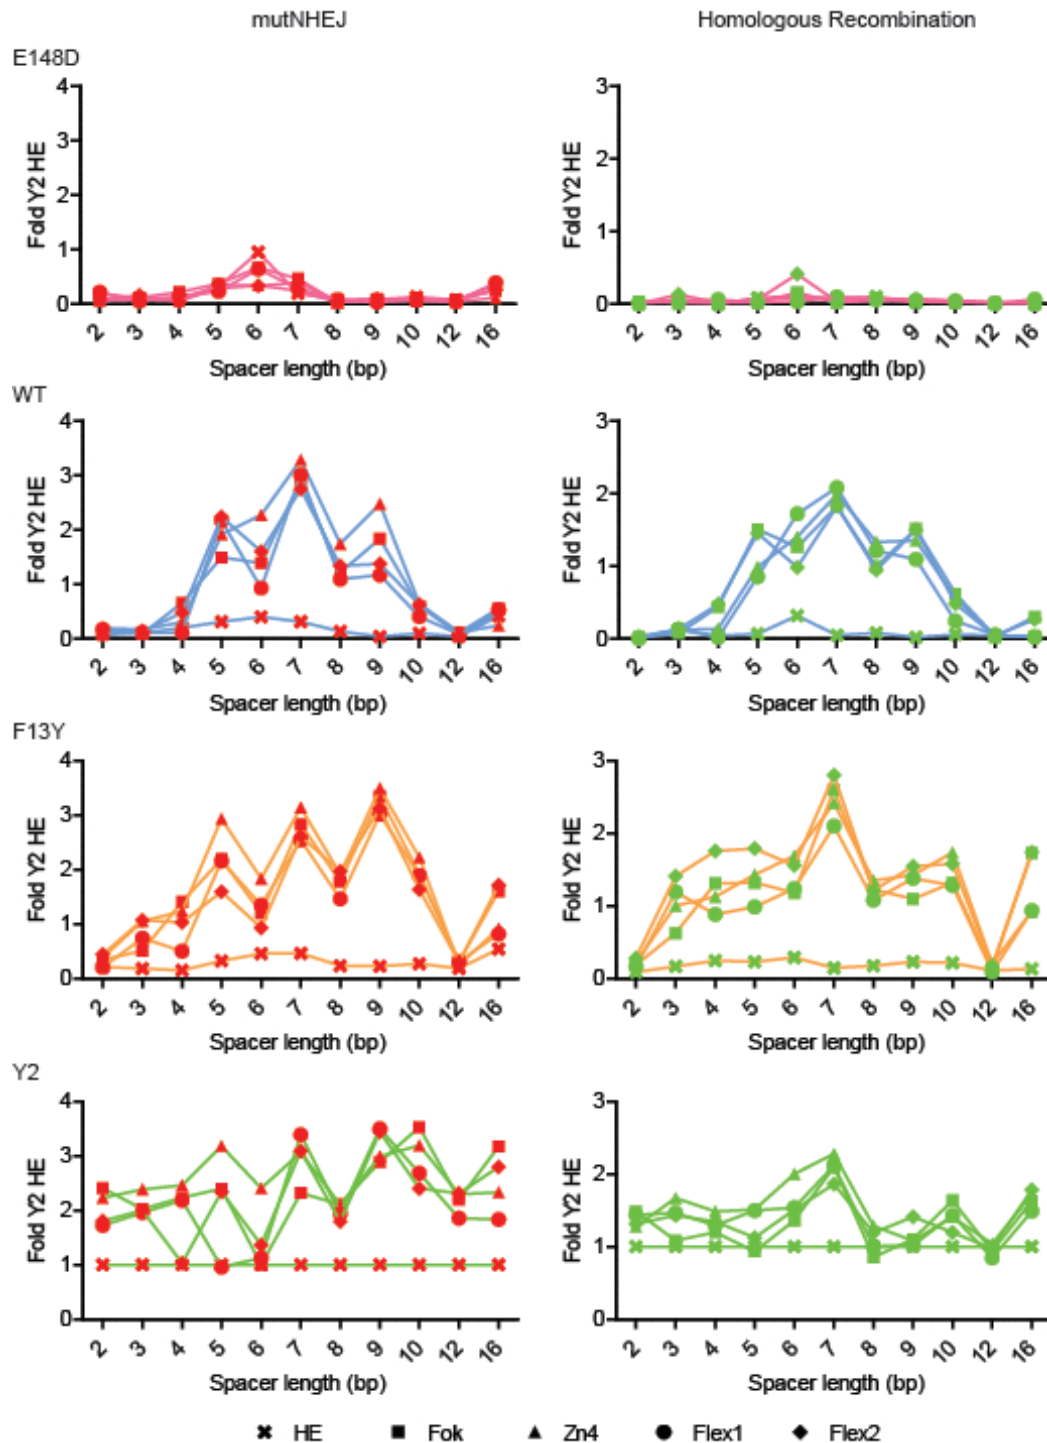 mutNHEJ Homologous Recombination
E148D
4 3
3 2
2 1
1 0
0
Fold Y2 HE Fold Y2 HE
2 3 4 5 6 7 8 9 10 12 16 2 3 4 5 6 7 8 9 10 12 16
Spacer length (bp) Spacer length (bp)
WT
4 3
3 2
2 1
1 0
0
Fold Y2 HE Fold Y2 HE
2 3 4 5 6 7 8 9 10 12 16 2 3 4 5 6 7 8 9 10 12 16
Spacer length (bp) Spacer length (bp)
F13Y
4 3
3 2
2 1
1 0
0
Fold Y2 HE Fold Y2 HE
2 3 4 5 6 7 8 9 10 12 16 2 3 4 5 6 7 8 9 10 12 16
Spacer length (bp) Spacer length (bp)
Y2
4 3
3 2
2 1
1 0
0
Fold Y2 HE Fold Y2 HE
2 3 4 5 6 7 8 9 10 12 16 2 3 4 5 6 7 8 9 10 12 16
Spacer length (bp) Spacer length (bp)
HE Fok Zn4 Flex1 Flex2